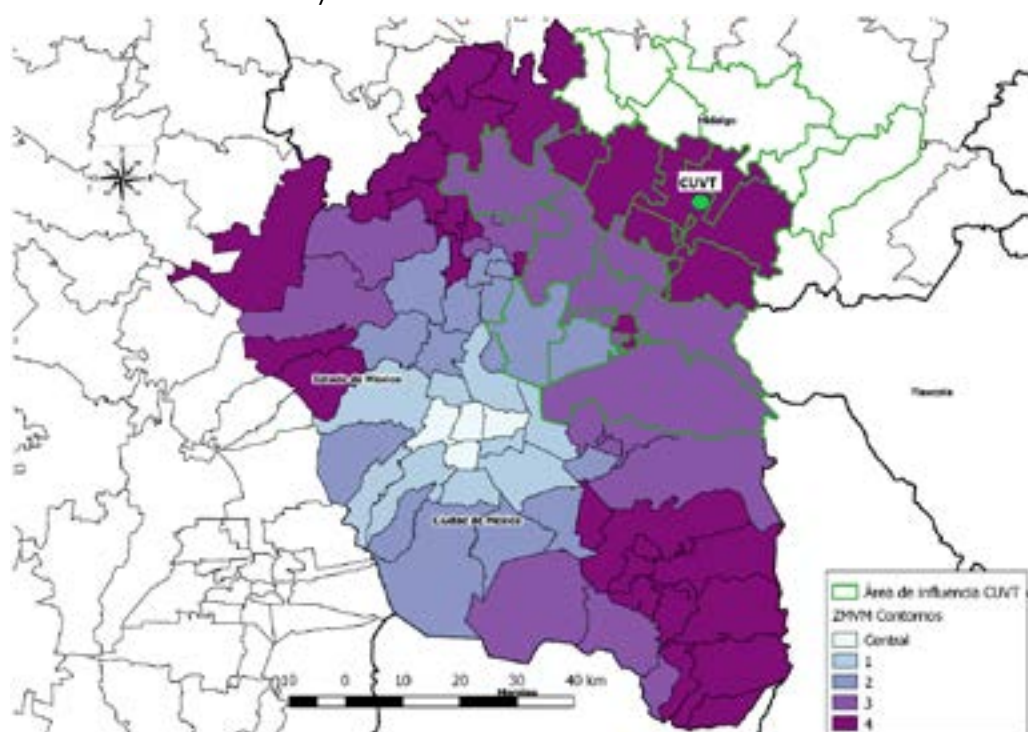 Hidalgo
CUVT
Estado de México
Tlaxcala
Ciudad de México
Área de influencia CUVT
ZMVM Contornos
Central
1
2
3
4
10 0 10 20 30 40 km
Morelos